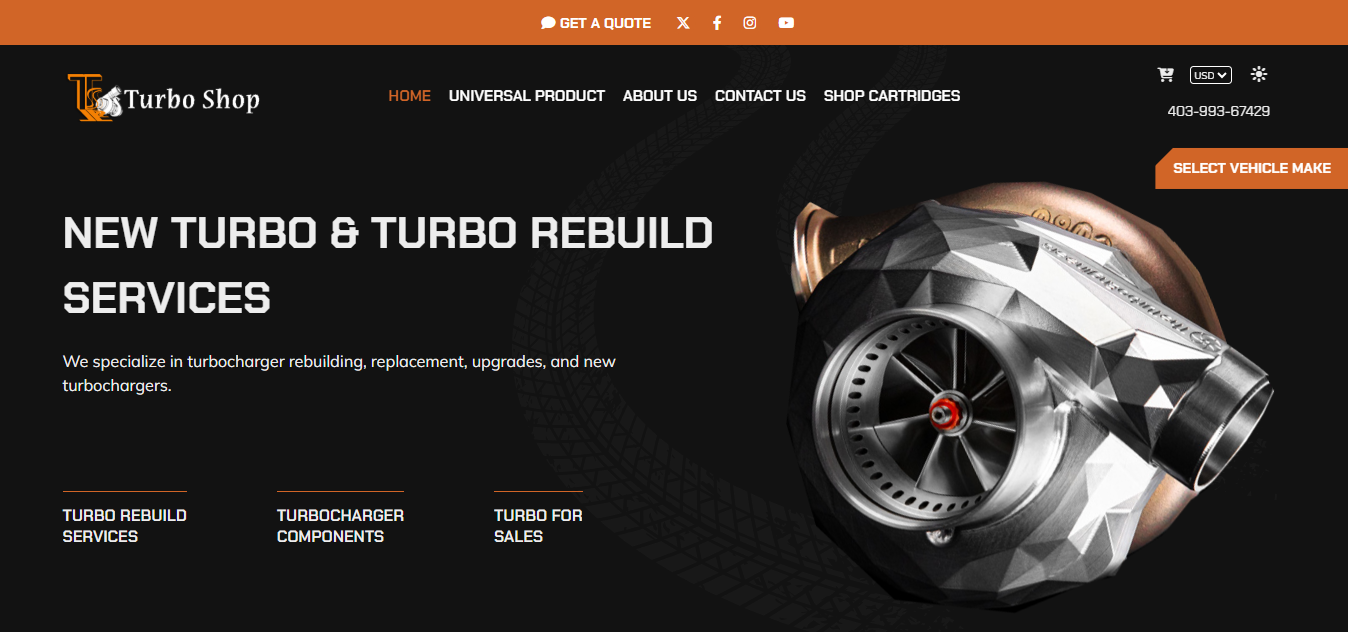 GET A QUOTE
Turbo Shop
HOME UNIVERSAL PRODUCT ABOUT US CONTACT US SHOP CARTRIDGES
USD
403-993-67429
SELECT VEHICLE MAKE
NEW TURBO & TURBO REBUILD
SERVICES
We specialize in turbocharger rebuilding, replacement, upgrades, and new
turbochargers.
TURBO REBUILD
SERVICES
TURBOCHARGER
COMPONENTS
TURBO FOR
SALES